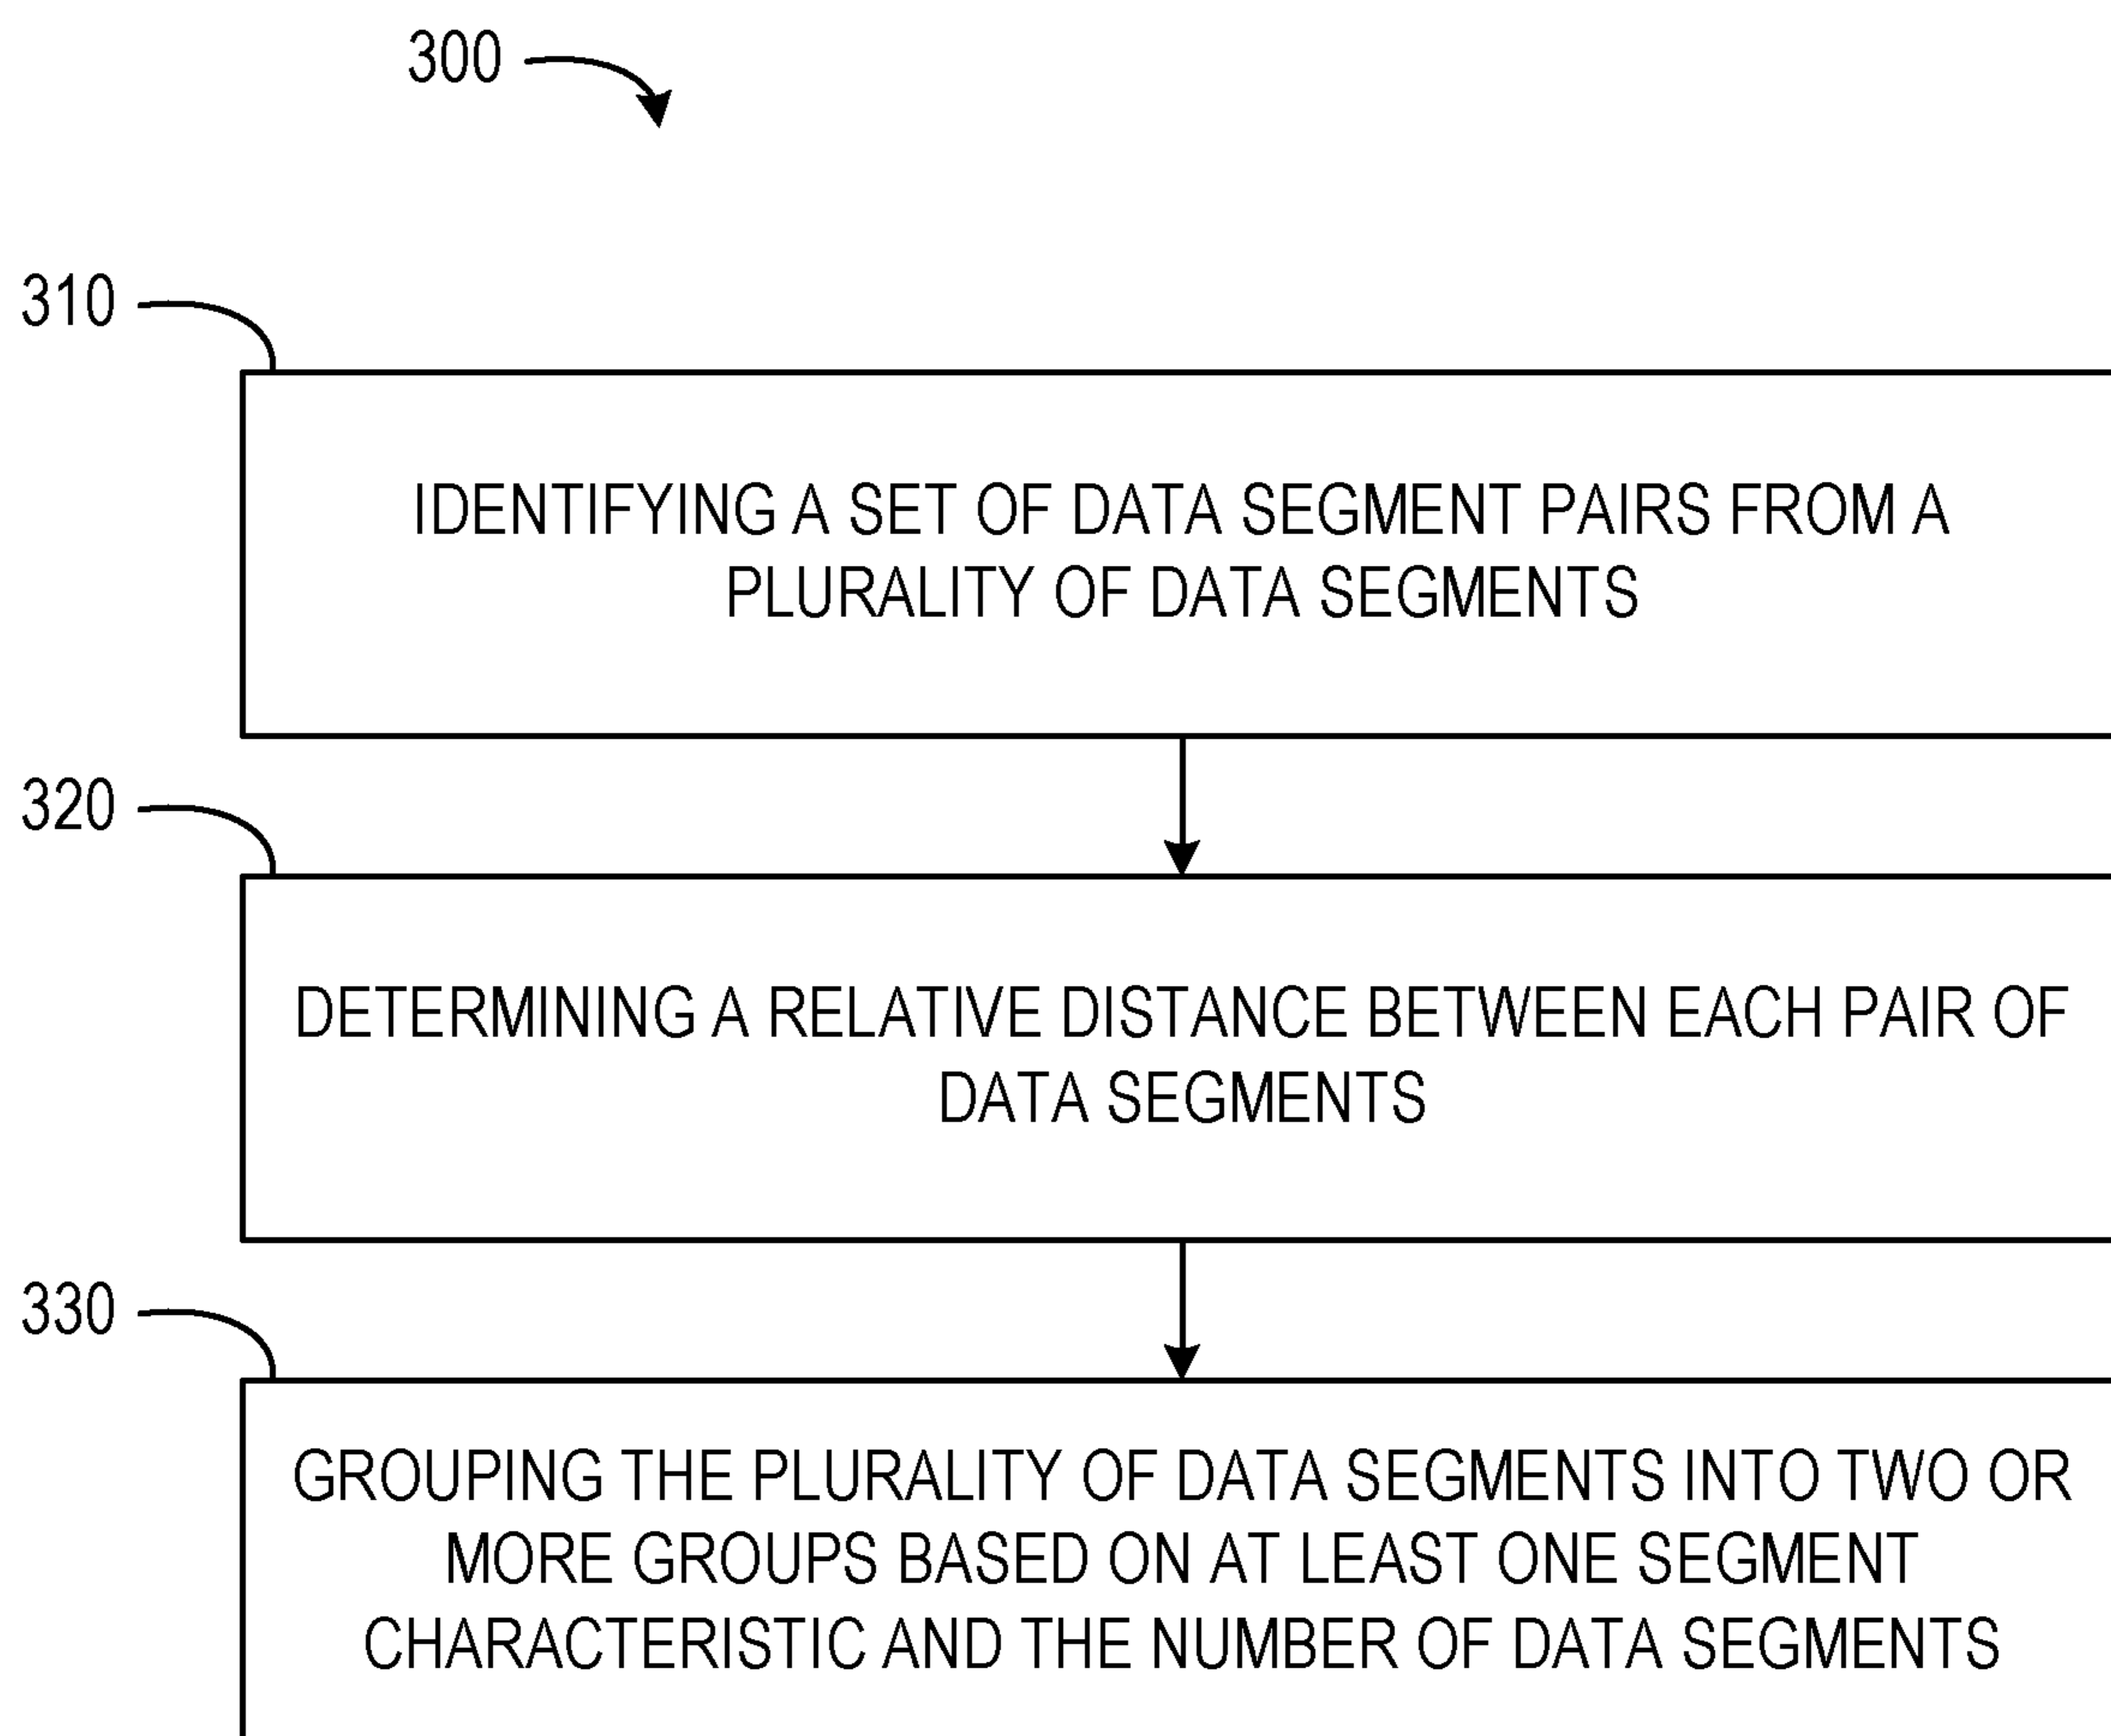 300
310
IDENTIFYING A SET OF DATA SEGMENT PAIRS FROM A
PLURALITY OF DATA SEGMENTS
320
DETERMINING A RELATIVE DISTANCE BETWEEN EACH PAIR OF
DATA SEGMENTS
330
GROUPING THE PLURALITY OF DATA SEGMENTS INTO TWO OR
MORE GROUPS BASED ON AT LEAST ONE SEGMENT
CHARACTERISTIC AND THE NUMBER OF DATA SEGMENTS